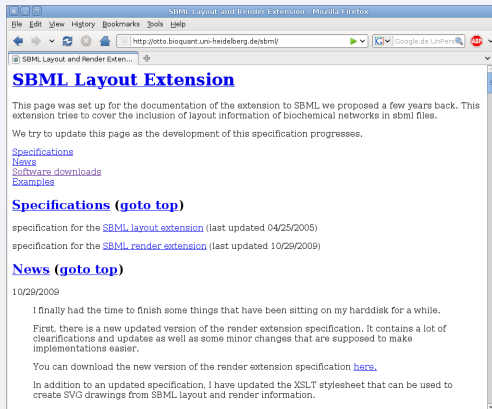 SBML Layout and Render Extension - Mozilla Firefox
File Edit View History Bookmarks Tools Help
http://otto.bioquant.uni-heidelberg.de/sbml/
Google.de UnPers
ABP
SBML Layout and Render Exten...
SBML Layout Extension
This page was set up for the documentation of the extension to SBML we proposed a few years back. This
extension tries to cover the inclusion of layout information of biochemical networks in sbml files.
We try to update this page as the development of this specification progresses.
Specifications
News
Software downloads
Examples
Specifications (goto top)
specification for the SBML layout extension (last updated 04/25/2005)
specification for the SBML render extension (last updated 10/29/2009)
News (goto top)
10/29/2009
I finally had the time to finish some things that have been sitting on my harddisk for a while.
First, there is a new updated version of the render extension specification. It contains a lot of
clearifications and updates as well as some minor changes that are supposed to make
implementations easier.
You can download the new version of the render extension specification here.
In addition to an updated specification, I have updated the XSLT stylesheet that can be used to
create SVG drawings from SBML layout and render information.